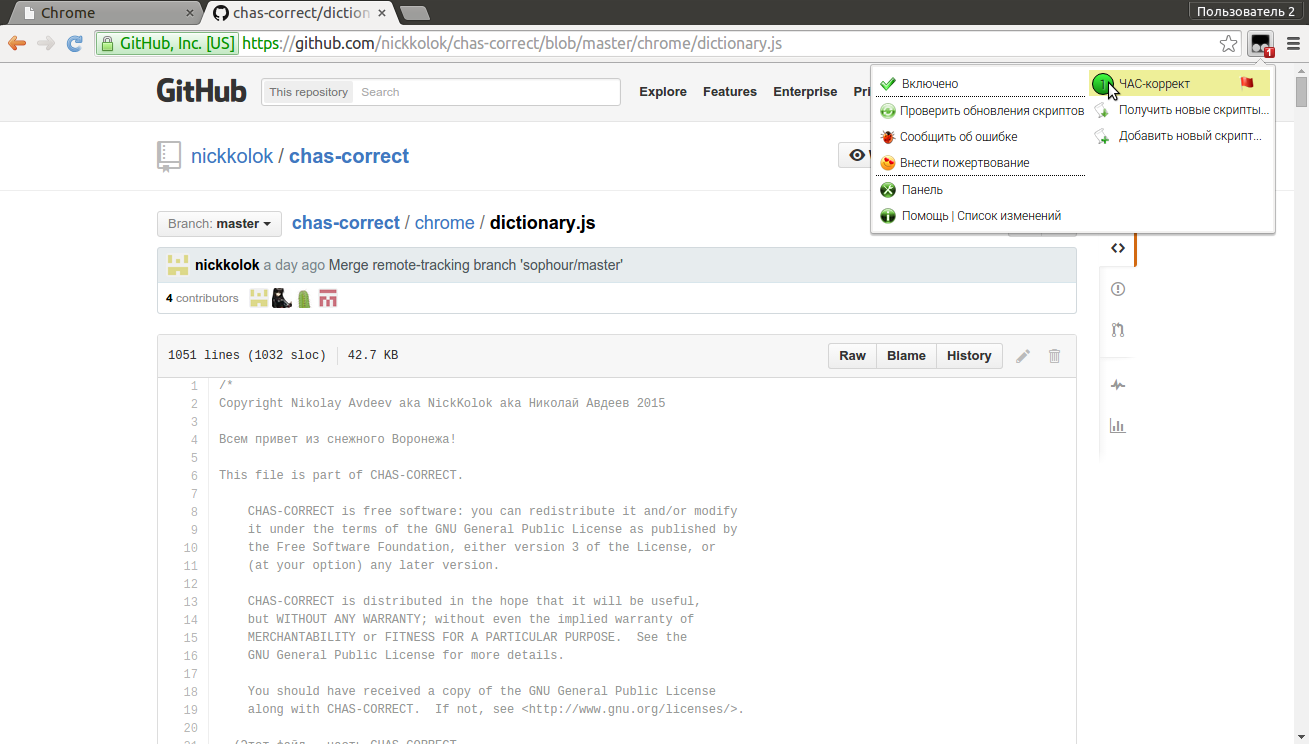 Chrome
chas-correct/diction
Пользователь 2
GitHub, Inc. [US] https://github.com/nickkolok/chas-correct/blob/master/chrome/dictionary.js
1
GitHub
This repository Search
Explore Features Enterprise Pri
Включено
Проверить обновления скриптов
Сообщить об ошибке
Внести пожертвование
Панель
Помощь | Список изменений
1 ЧАС-коррект
Получить новые скрипты...
Добавить новый скрипт...
nickkolok / chas-correct
Branch: master chas-correct / chrome / dictionary.js
nickkolok a day ago Merge remote-tracking branch 'sophour/master'
4 contributors
1051 lines (1032 sloc) 42.7 KB Raw Blame History
1 /*
2 Copyright Nikolay Avdeev aka NickKolok aka Николай Авдеев 2015
3
4 Всем привет из снежного Воронежа!
5
6 This file is part of CHAS-CORRECT.
7
8 CHAS-CORRECT is free software: you can redistribute it and/or modify
9 it under the terms of the GNU General Public License as published by
10 the Free Software Foundation, either version 3 of the License, or
11 (at your option) any later version.
12
13 CHAS-CORRECT is distributed in the hope that it will be useful,
14 but WITHOUT ANY WARRANTY; without even the implied warranty of
15 MERCHANTABILITY or FITNESS FOR A PARTICULAR PURPOSE.  See the
16 GNU General Public License for more details.
17
18 You should have received a copy of the GNU General Public License
19 along with CHAS-CORRECT.  If not, see <http://www.gnu.org/licenses/>.
20